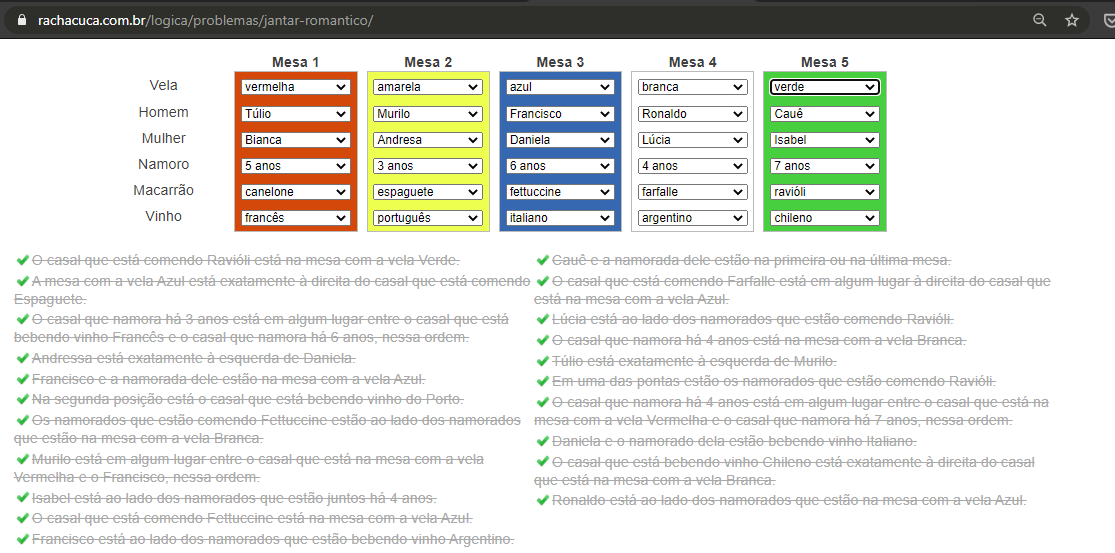 rachacuca.com.br/logica/problemas/jantar-romantico/
Mesa 1 Mesa 2 Mesa 3 Mesa 4 Mesa 5
Vela vermelha amarela azul branca verde
Homem Túlio Murilo Francisco Ronaldo Cauê
Mulher Bianca Andresa Daniela Lúcia Isabel
Namoro 5 anos 3 anos 6 anos 4 anos 7 anos
Macarrão canelone espaguete fettuccine farfalle ravióli
Vinho francês português italiano argentino chileno
O casal que está comendo Ravióli está na mesa com a vela Verde.
A mesa com a vela Azul está exatamente à direita do casal que está comendo
Espaguete.
O casal que namora há 3 anos está em algum lugar entre o casal que está
bebendo vinho Francês e o casal que namora há 6 anos, nessa ordem.
Andressa está exatamente à esquerda de Daniela.
Francisco e a namorada dele estão na mesa com a vela Azul.
Na segunda posição está o casal que está bebendo vinho do Porto.
Os namorados que estão comendo Fettuccine estão ao lado dos namorados
que estão na mesa com a vela Branca.
Murilo está em algum lugar entre o casal que está na mesa com a vela
Vermelha e o Francisco, nessa ordem.
Isabel está ao lado dos namorados que estão juntos há 4 anos.
O casal que está comendo Fettuccine está na mesa com a vela Azul.
Francisco está ao lado dos namorados que estão bebendo vinho Argentino.
Cauê e a namorada dele estão na primeira ou na última mesa.
O casal que está comendo Farfalle está em algum lugar à direita do casal que
está na mesa com a vela Azul.
Lúcia está ao lado dos namorados que estão comendo Ravióli.
O casal que namora há 4 anos está na mesa com a vela Branca.
Túlio está exatamente à esquerda de Murilo.
Em uma das pontas estão os namorados que estão comendo Ravióli.
O casal que namora há 4 anos está em algum lugar entre o casal que está na
mesa com a vela Vermelha e o casal que namora há 7 anos, nessa ordem.
Daniela e o namorado dela estão bebendo vinho Italiano.
O casal que está bebendo vinho Chileno está exatamente à direita do casal
que está na mesa com a vela Branca.
Ronaldo está ao lado dos namorados que estão na mesa com a vela Azul.